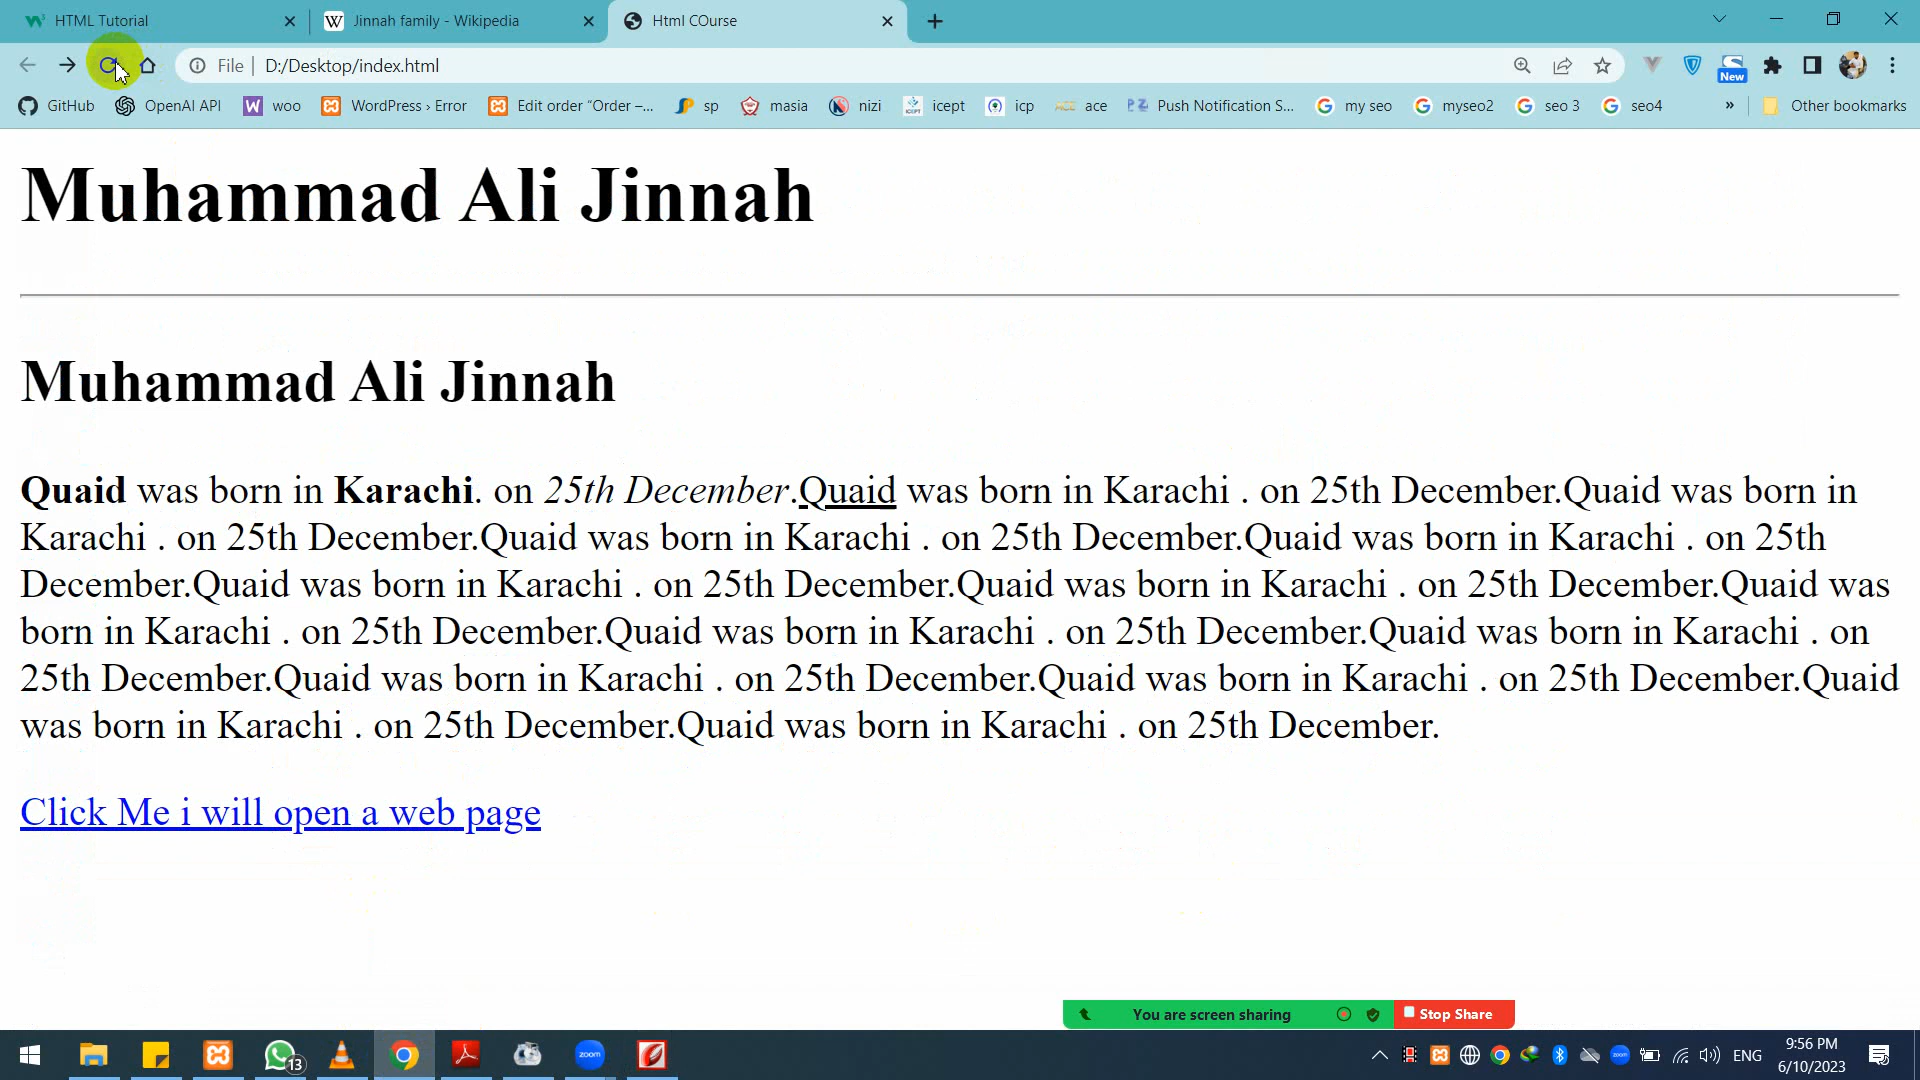 HTML Tutorial
Jinnah family - Wikipedia
Html COurse
File
D:/Desktop/index.html
New
GitHub
OpenAI API
woo
WordPress › Error
Edit order “Order –...
sp
masia
nizi
icept
icp
ace
Push Notification S...
my seo
myseo2
seo 3
seo4
»
Other bookmarks
Muhammad Ali Jinnah
Muhammad Ali Jinnah
Quaid was born in Karachi. on 25th December.Quaid was born in Karachi . on 25th December.Quaid was born in
Karachi . on 25th December.Quaid was born in Karachi . on 25th December.Quaid was born in Karachi . on 25th
December.Quaid was born in Karachi . on 25th December.Quaid was born in Karachi . on 25th December.Quaid was
born in Karachi . on 25th December.Quaid was born in Karachi . on 25th December.Quaid was born in Karachi . on
25th December.Quaid was born in Karachi . on 25th December.Quaid was born in Karachi . on 25th December.Quaid
was born in Karachi . on 25th December.Quaid was born in Karachi . on 25th December.
Click Me i will open a web page
You are screen sharing
Stop Share
13
zoom
ENG
9:56 PM
6/10/2023